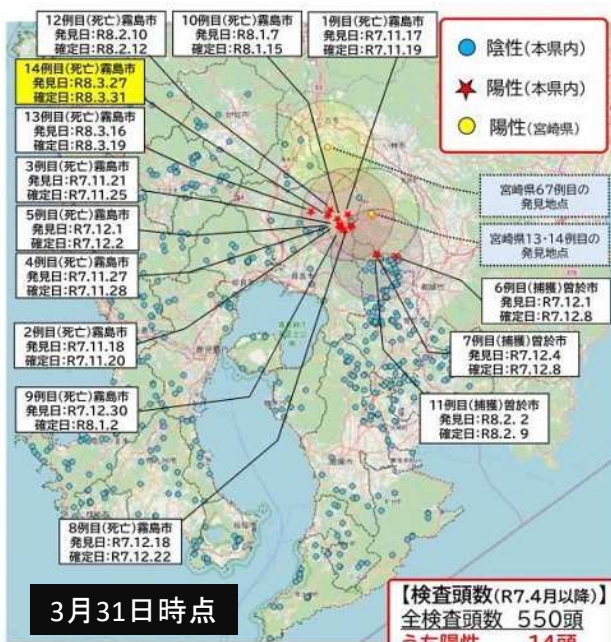 12例目(死亡)霧島市
発見日:R8.2.10
確定日:R8.2.12
10例目(死亡)霧島市
発見日:R8.1.7
確定日:R8.1.15
1例目(死亡)霧島市
発見日:R7.11.17
確定日:R7.11.19
14例目(死亡)霧島市
発見日:R8.3.27
確定日:R8.3.31
陰性(本県内)
陽性(本県内)
陽性(宮崎県)
13例目(死亡)霧島市
発見日:R8.3.16
確定日:R8.3.19
3例目(死亡)霧島市
発見日:R7.11.21
確定日:R7.11.25
宮崎県67例目の
発見地点
5例目(死亡)霧島市
発見日:R7.12.1
確定日:R7.12.2
宮崎県13・14例目の
発見地点
4例目(死亡)霧島市
発見日:R7.11.27
確定日:R7.11.28
6例目(捕獲)曽於市
発見日:R7.12.1
確定日:R7.12.8
2例目(死亡)霧島市
発見日:R7.11.18
確定日:R7.11.20
7例目(捕獲)曽於市
発見日:R7.12.4
確定日:R7.12.8
9例目(死亡)霧島市
発見日:R7.12.30
確定日:R8.1.2
11例目(捕獲)曽於市
発見日:R8.2. 2
確定日:R8.2. 9
8例目(死亡)霧島市
発見日:R7.12.18
確定日:R7.12.22
3月31日時点
【検査頭数(R7.4月以降)】
全検査頭数 550頭
うち陽性 14頭